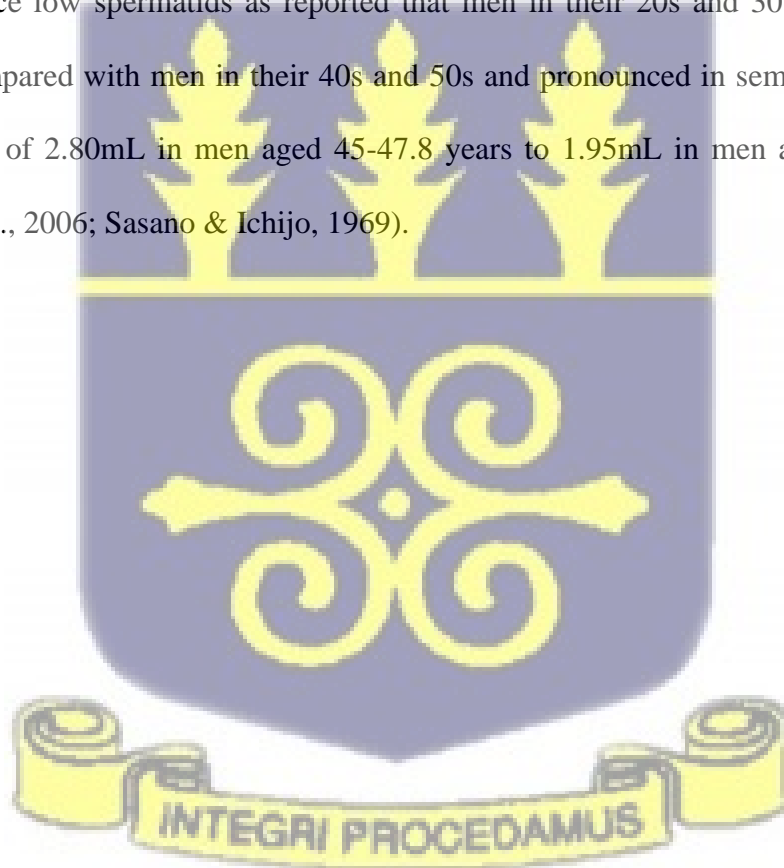 ce low spermatids as reported that men in their 20s and 30
pared with men in their 40s and 50s and pronounced in sem
of 2.80mL in men aged 45-47.8 years to 1.95mL in men a
., 2006; Sasano & Ichijo, 1969).
INTEGRI PROCEDAMUS